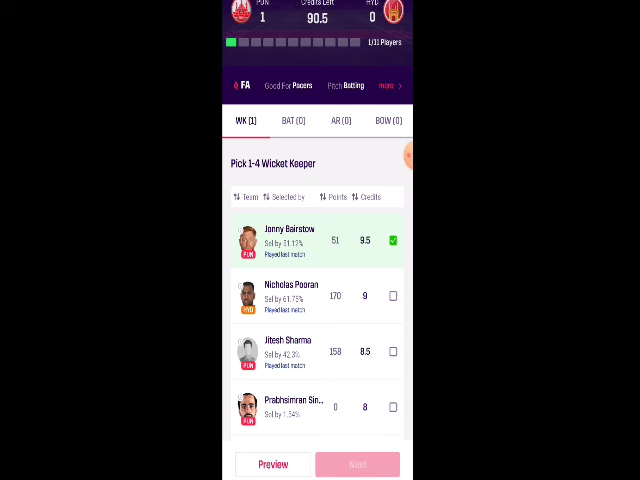 PUN Credits Left HYD
1 90.5 0
1/11 Players
FA Good For Pacers Pitch Batting more >
WK (1) BAT (0) AR (0) BOW (0)
Pick 1-4 Wicket Keeper
Team Selected by Points Credits
Jonny Bairstow
Sel by 51.12% 51 9.5
PUN Played last match
Nicholas Pooran
Sel by 61.75% 170 9
HYD Played last match
Jitesh Sharma
Sel by 42.3% 158 8.5
PUN Played last match
Prabhsimran Sin...
Sel by 1.54% 0 8
PUN
Preview Next